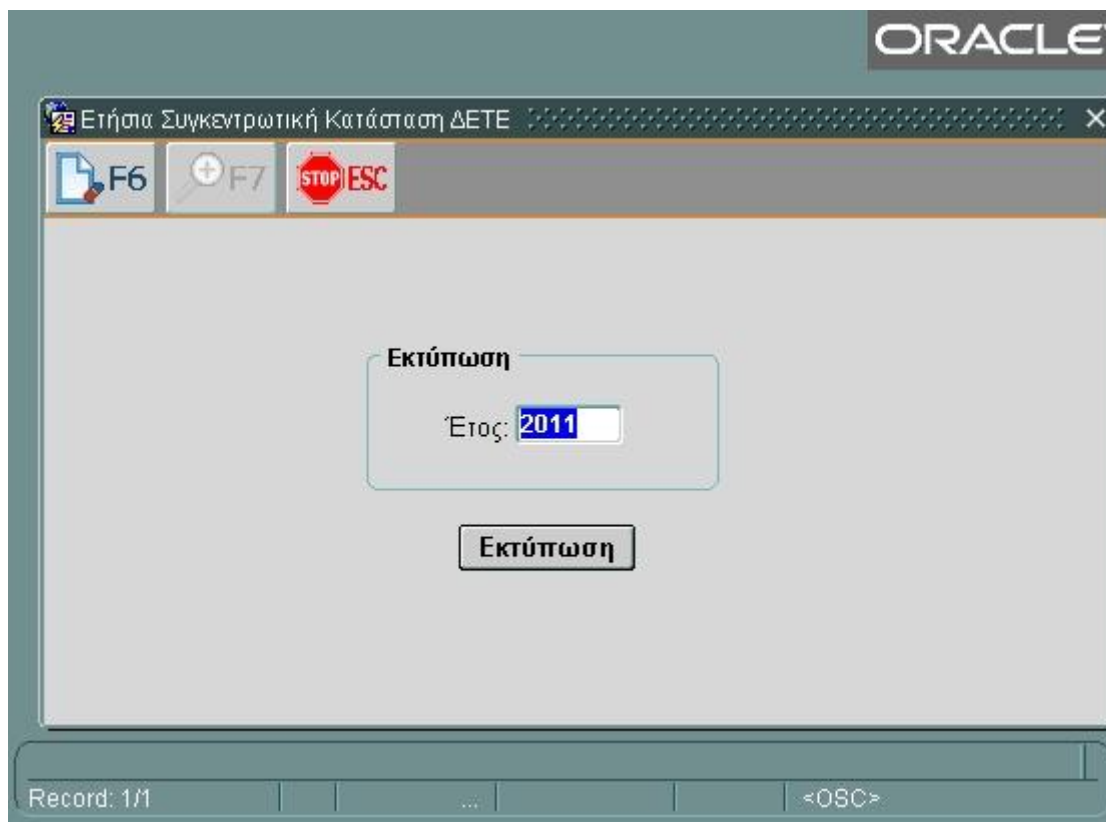 ORACLE
Ετήσια Συγκεντρωτική Κατάσταση ΔΕΤΕ
F6 F7 STOP ESC
Εκτύπωση
Έτος: 2011
Εκτύπωση
Record: 1/1 ... <OSC>